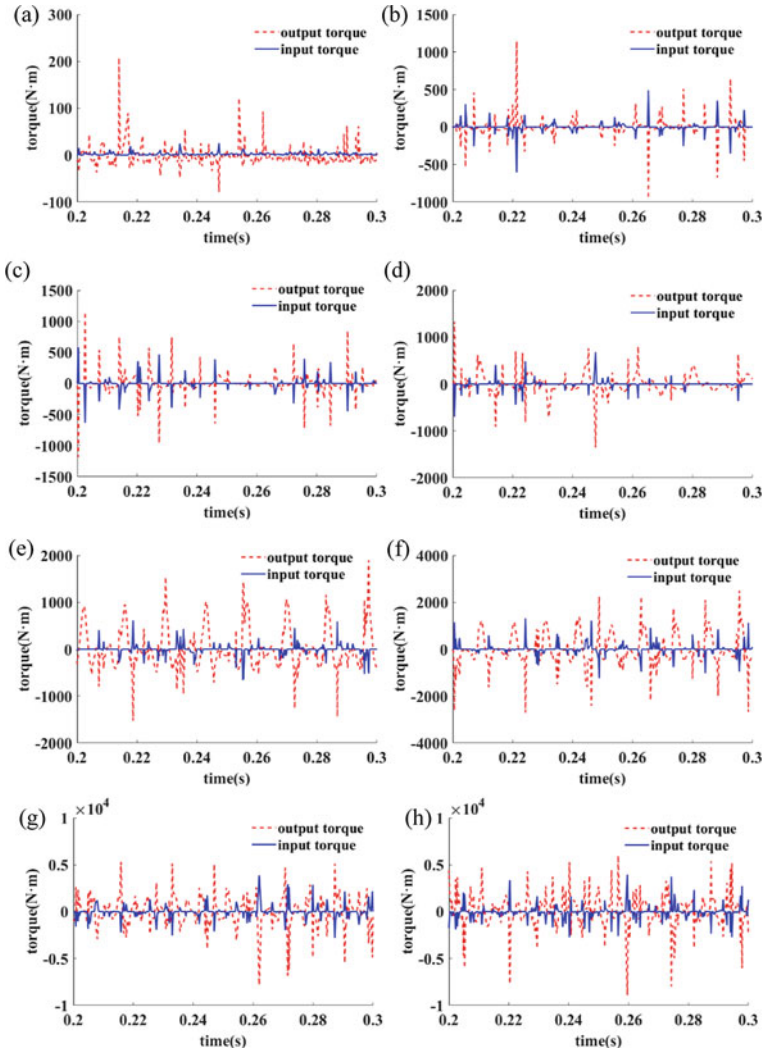 (a)
300
200
100
0
-100
torque(N·m)
output torque
input torque
0.2 0.22 0.24 0.26 0.28 0.3
time(s)
(b)
1500
1000
500
0
-500
-1000
torque(N·m)
output torque
input torque
0.2 0.22 0.24 0.26 0.28 0.3
time(s)
(c)
1500
1000
500
0
-500
-1000
-1500
torque(N·m)
output torque
input torque
0.2 0.22 0.24 0.26 0.28 0.3
time(s)
(d)
2000
1000
0
-1000
-2000
torque(N·m)
output torque
input torque
0.2 0.22 0.24 0.26 0.28 0.3
time(s)
(e)
2000
1000
0
-1000
-2000
torque(N·m)
output torque
input torque
0.2 0.22 0.24 0.26 0.28 0.3
time(s)
(f)
4000
2000
0
-2000
-4000
torque(N·m)
output torque
input torque
0.2 0.22 0.24 0.26 0.28 0.3
time(s)
(g)
×10⁴
1
0.5
0
-0.5
-1
torque(N·m)
output torque
input torque
0.2 0.22 0.24 0.26 0.28 0.3
time(s)
(h)
×10⁴
1
0.5
0
-0.5
-1
torque(N·m)
output torque
input torque
0.2 0.22 0.24 0.26 0.28 0.3
time(s)